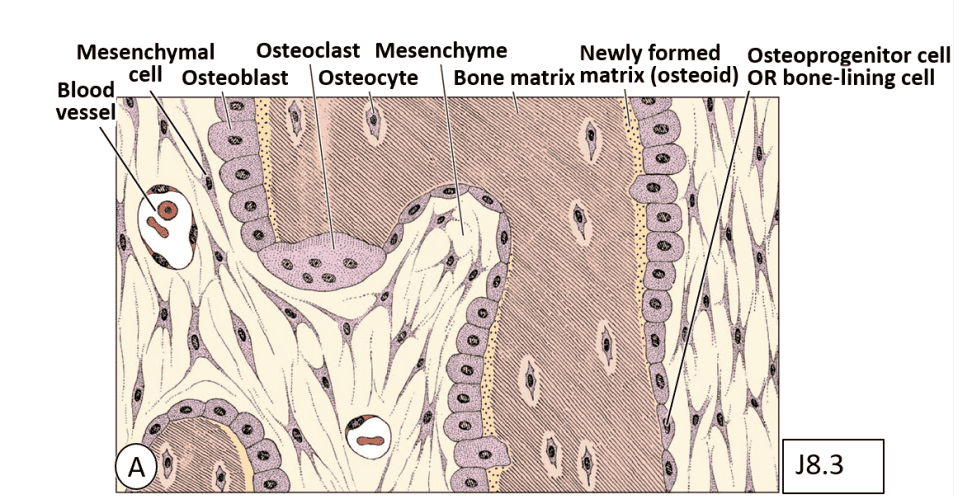 Mesenchymal
cell
Blood
vessel
Osteoblast
Osteoclast
Osteocyte
Mesenchyme
Bone matrix
Newly formed
matrix (osteoid)
Osteoprogenitor cell
OR bone-lining cell
A
J8.3